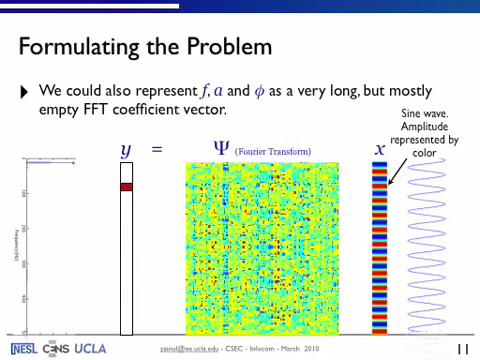 Formulating the Problem
We could also represent f, a and ϕ as a very long, but mostly
empty FFT coefficient vector.
Sine wave.
Amplitude
represented by
color
y = Ψ (Fourier Transform) x
NESL CENS UCLA
zainul@ee.ucla.edu - CSEC - Infocom - March 2010
11